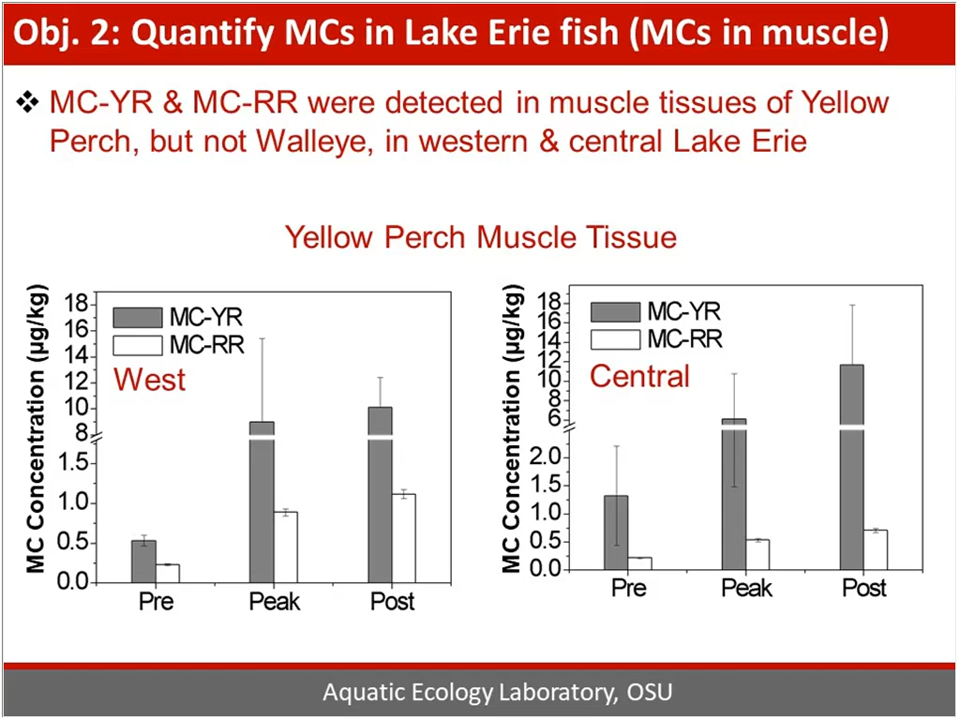 Obj. 2: Quantify MCs in Lake Erie fish (MCs in muscle)
❖ MC-YR & MC-RR were detected in muscle tissues of Yellow
Perch, but not Walleye, in western & central Lake Erie
Yellow Perch Muscle Tissue
MC Concentration (µg/kg)
18
16
14
12
10
8
1.5
1.0
0.5
0.0
MC-YR
MC-RR
West
Pre Peak Post
MC Concentration (µg/kg)
18
16
14
12
10
8
6
2.0
1.5
1.0
0.5
0.0
MC-YR
MC-RR
Central
Pre Peak Post
Aquatic Ecology Laboratory, OSU